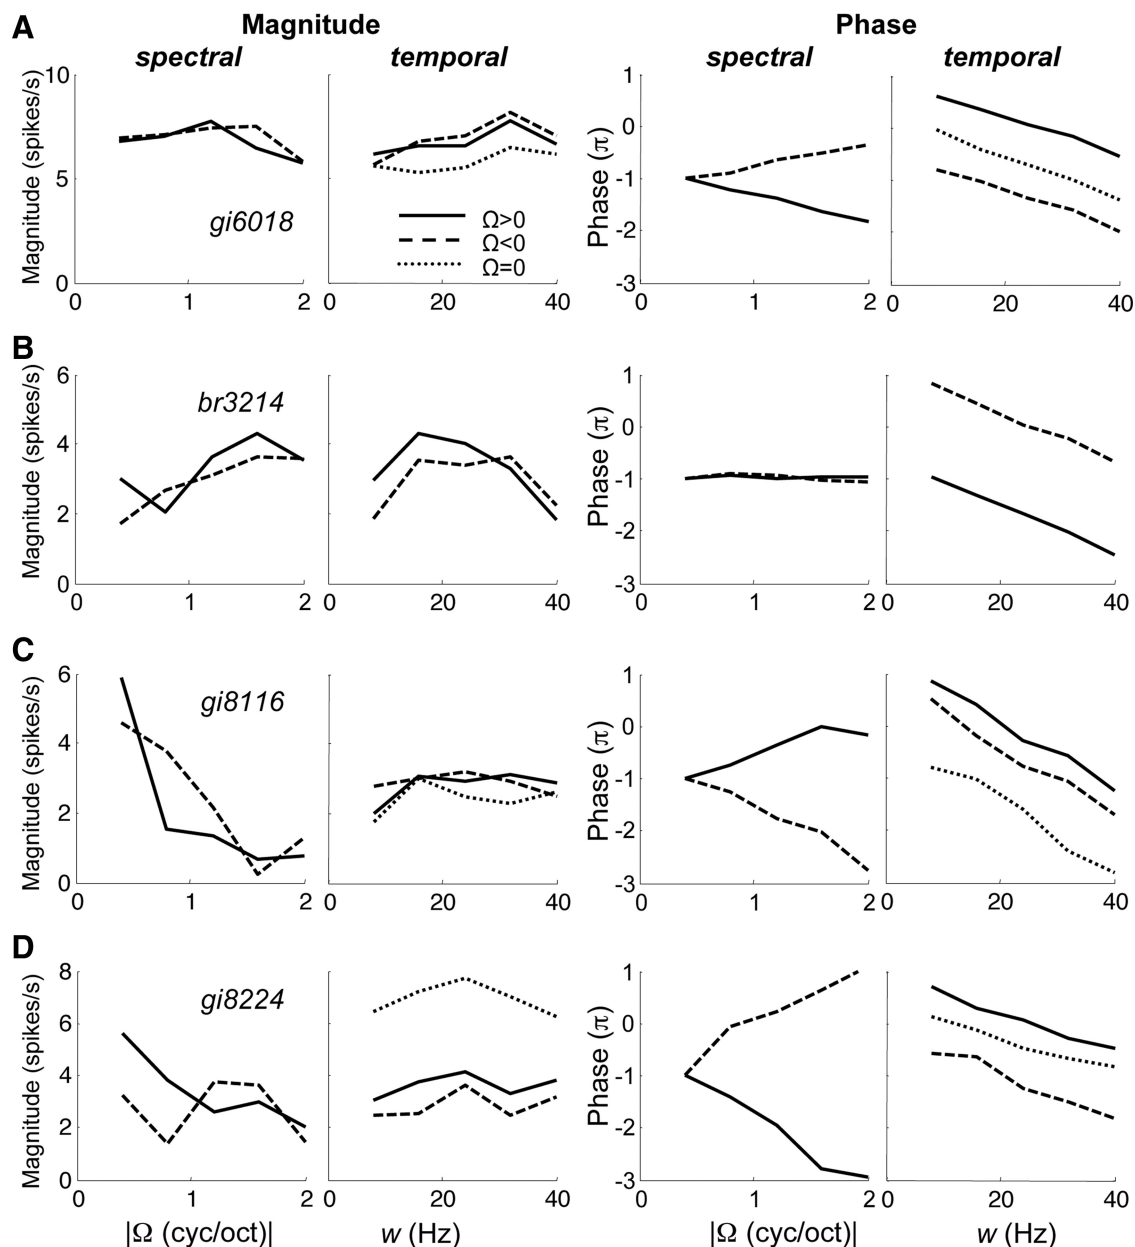 A
Magnitude
Phase
spectral
temporal
spectral
temporal
Magnitude (spikes/s)
10
5
0
0 1 2
gi6018
0 20 40
Ω>0
Ω<0
Ω=0
Phase (π)
1
0
-1
-2
-3
0 1 2
0 20 40
B
Magnitude (spikes/s)
6
4
2
0
0 1 2
br3214
0 20 40
Phase (π)
1
0
-1
-2
-3
0 1 2
0 20 40
C
Magnitude (spikes/s)
6
4
2
0
0 1 2
gi8116
0 20 40
Phase (π)
1
0
-1
-2
-3
0 1 2
0 20 40
D
Magnitude (spikes/s)
8
6
4
2
0
0 1 2
gi8224
0 20 40
Phase (π)
1
0
-1
-2
-3
0 1 2
0 20 40
|Ω (cyc/oct)|
w (Hz)
|Ω (cyc/oct)|
w (Hz)